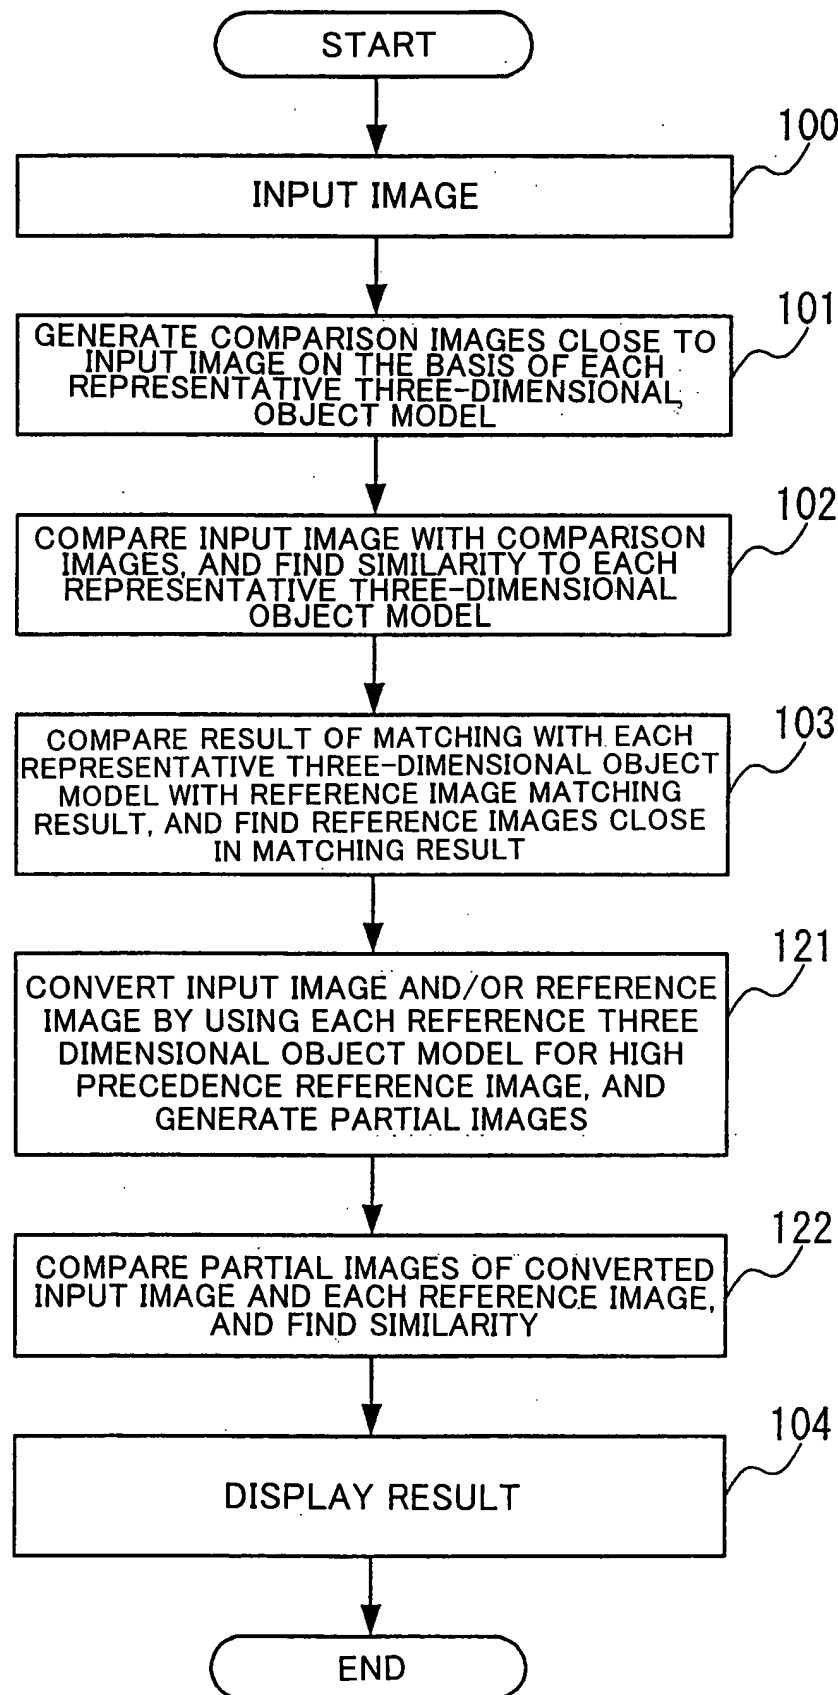 START
100
INPUT IMAGE
101
GENERATE COMPARISON IMAGES CLOSE TO
INPUT IMAGE ON THE BASIS OF EACH
REPRESENTATIVE THREE-DIMENSIONAL
OBJECT MODEL
102
COMPARE INPUT IMAGE WITH COMPARISON
IMAGES, AND FIND SIMILARITY TO EACH
REPRESENTATIVE THREE-DIMENSIONAL
OBJECT MODEL
103
COMPARE RESULT OF MATCHING WITH EACH
REPRESENTATIVE THREE-DIMENSIONAL OBJECT
MODEL WITH REFERENCE IMAGE MATCHING
RESULT, AND FIND REFERENCE IMAGES CLOSE
IN MATCHING RESULT
121
CONVERT INPUT IMAGE AND/OR REFERENCE
IMAGE BY USING EACH REFERENCE THREE
DIMENSIONAL OBJECT MODEL FOR HIGH
PRECEDENCE REFERENCE IMAGE, AND
GENERATE PARTIAL IMAGES
122
COMPARE PARTIAL IMAGES OF CONVERTED
INPUT IMAGE AND EACH REFERENCE IMAGE,
AND FIND SIMILARITY
104
DISPLAY RESULT
END